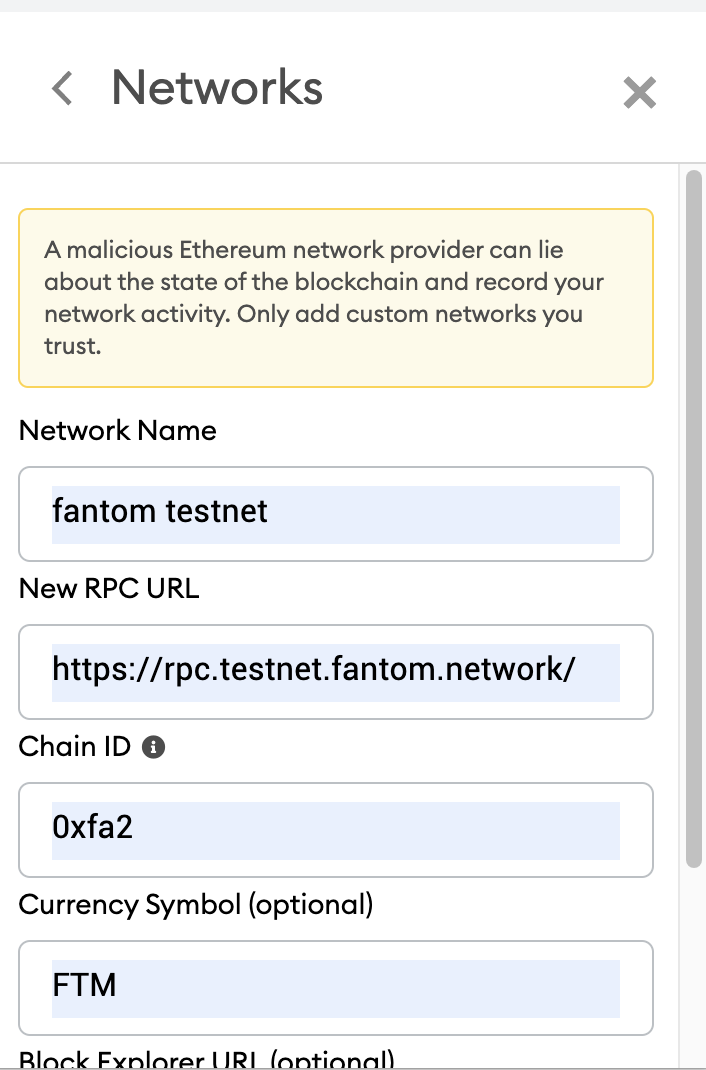 Networks
A malicious Ethereum network provider can lie
about the state of the blockchain and record your
network activity. Only add custom networks you
trust.
Network Name
fantom testnet
New RPC URL
https://rpc.testnet.fantom.network/
Chain ID
0xfa2
Currency Symbol (optional)
FTM
Block Explorer URL (optional)